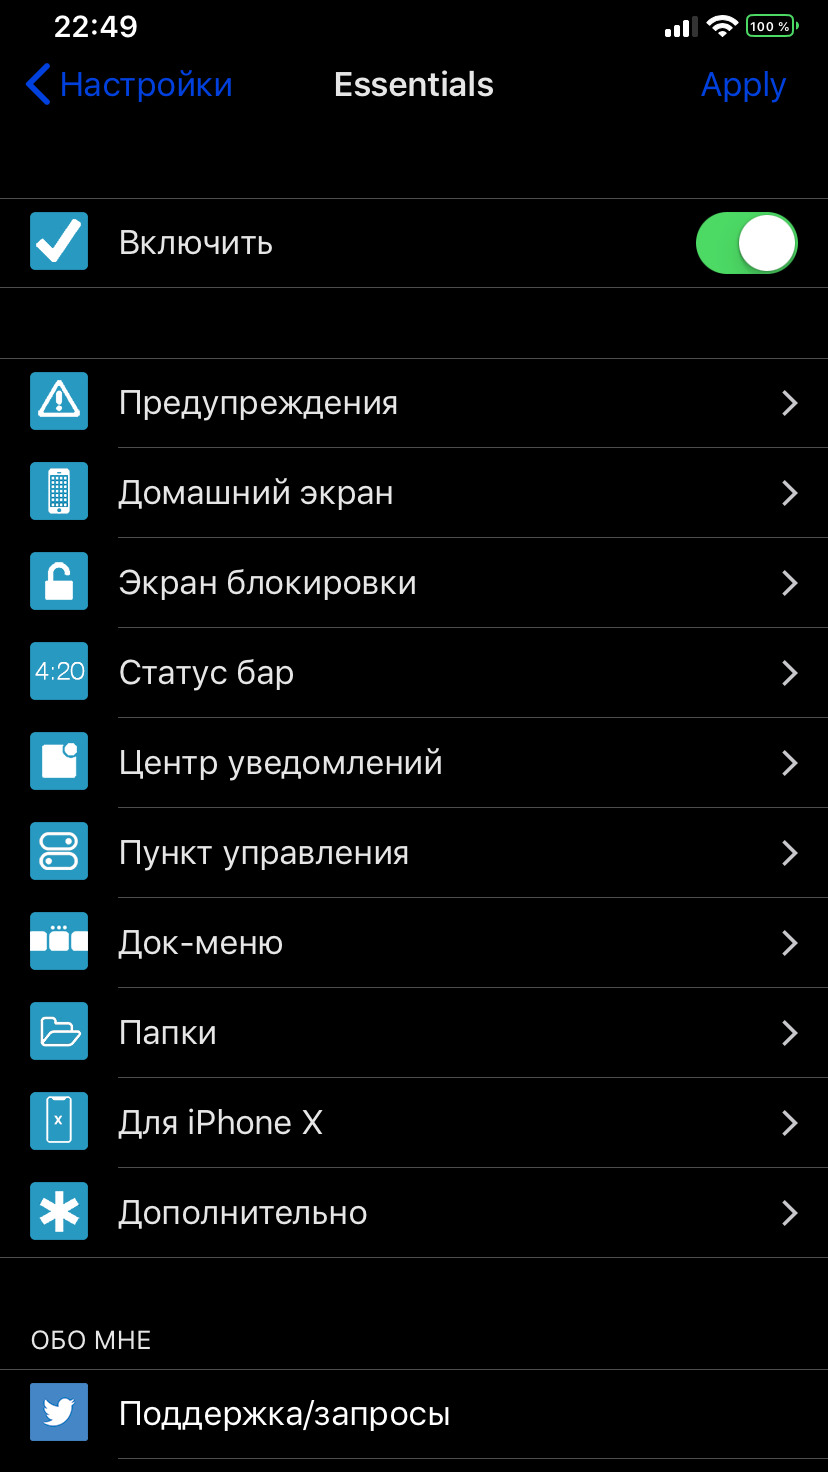 22:49
100 %
Настройки
Essentials
Apply
Включить
Предупреждения
Домашний экран
Экран блокировки
4:20
Статус бар
Центр уведомлений
Пункт управления
Док-меню
Папки
x
Для iPhone X
Дополнительно
ОБО МНЕ
Поддержка/запросы